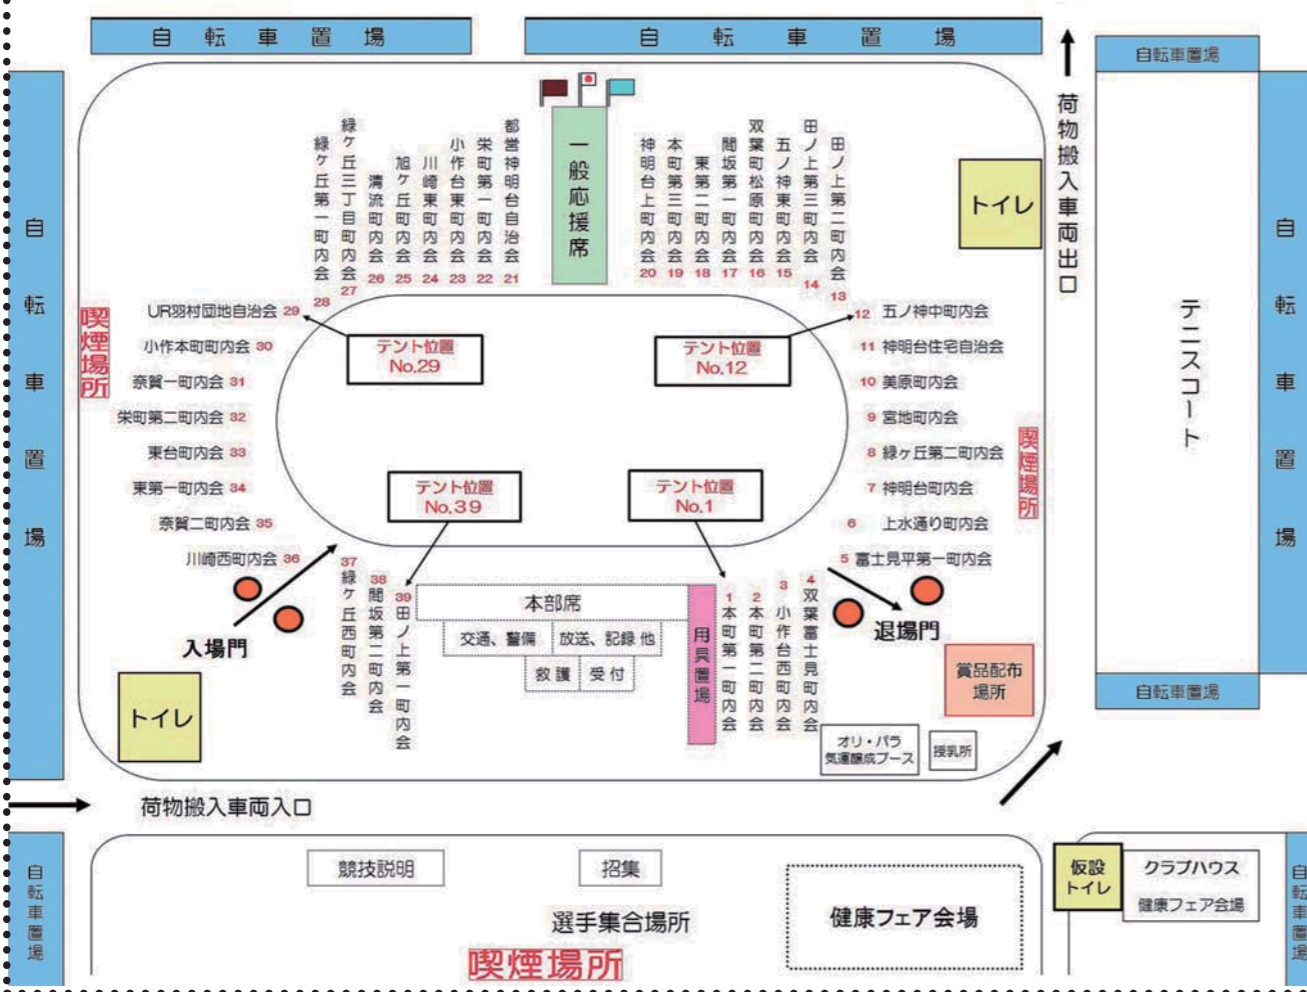 自転車置場
自転車置場
自転車置場
自転車置場
荷物搬入車両出口
トイレ
テニスコート
自転車置場
自転車置場
自転車置場
一般応援席
緑ヶ丘第一町内会 28
緑ヶ丘三丁目町内会 27
清流町内会 26
旭ヶ丘町内会 25
川崎東町内会 24
小作台東町内会 23
栄町第一町内会 22
都営神明台自治会 21
神明台上町内会 20
本町第三町内会 19
東第二町内会 18
間坂第一町内会 17
双葉町松原町内会 16
五ノ神東町内会 15
田ノ上第三町内会 14
田ノ上第二町内会 13
喫煙場所
UR羽村団地自治会 29
小作本町町内会 30
奈賀一町内会 31
栄町第二町内会 32
東台町内会 33
東第一町内会 34
奈賀二町内会 35
川崎西町内会 36
テント位置
No.29
テント位置
No.12
テント位置
No.39
テント位置
No.1
12 五ノ神中町内会
11 神明台住宅自治会
10 美原町内会
9 宮地町内会
8 緑ヶ丘第二町内会
7 神明台町内会
6 上水通り町内会
5 富士見平第一町内会
喫煙場所
入場門
トイレ
37 緑ヶ丘西町内会
38 間坂第二町内会
39 田ノ上第一町内会
本部席
交通、警備
放送、記録 他
救護
受付
用具置場
1 本町第一町内会
2 本町第二町内会
3 小作台西町内会
4 双葉富士見町内会
退場門
賞品配布
場所
オリ・パラ
気運醸成ブース
授乳所
荷物搬入車両入口
自転車置場
競技説明
招集
選手集合場所
喫煙場所
健康フェア会場
仮設
トイレ
クラブハウス
健康フェア会場
自転車置場